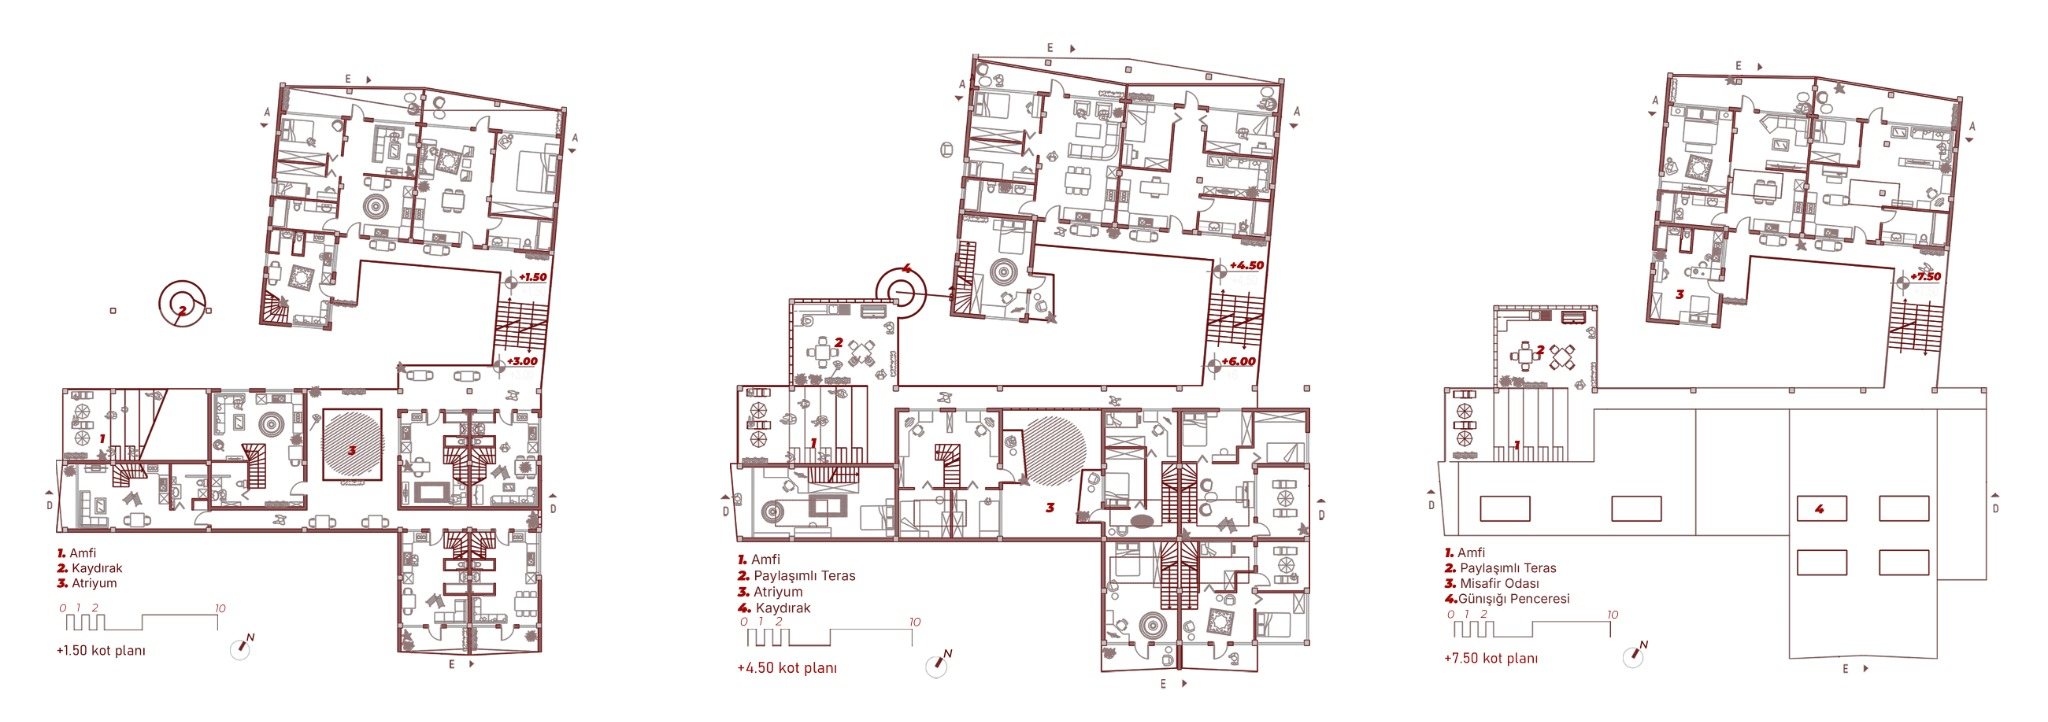 E
A
A
+1.50
2
+3.00
1
3
D
D
1. Amfi
2. Kaydırak
3. Atriyum
0 1 2 10
+1.50 kot planı
N
E
E
A
A
4
+4.50
2
+6.00
1
3
D
D
1. Amfi
2. Paylaşımlı Teras
3. Atriyum
4. Kaydırak
0 1 2 10
+4.50 kot planı
N
E
E
A
A
+7.50
3
2
1
4
D
D
1. Amfi
2. Paylaşımlı Teras
3. Misafir Odası
4. Günışığı Penceresi
0 1 2 10
+7.50 kot planı
N
E